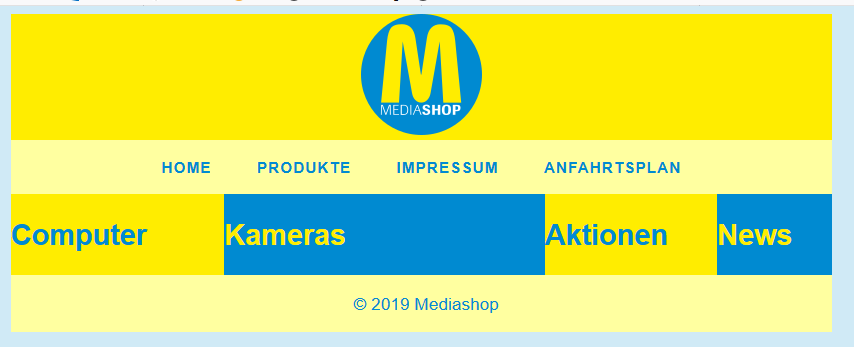 M
MEDIASHOP
HOME PRODUKTE IMPRESSUM ANFAHRTSPLAN
Computer Kameras Aktionen News
© 2019 Mediashop